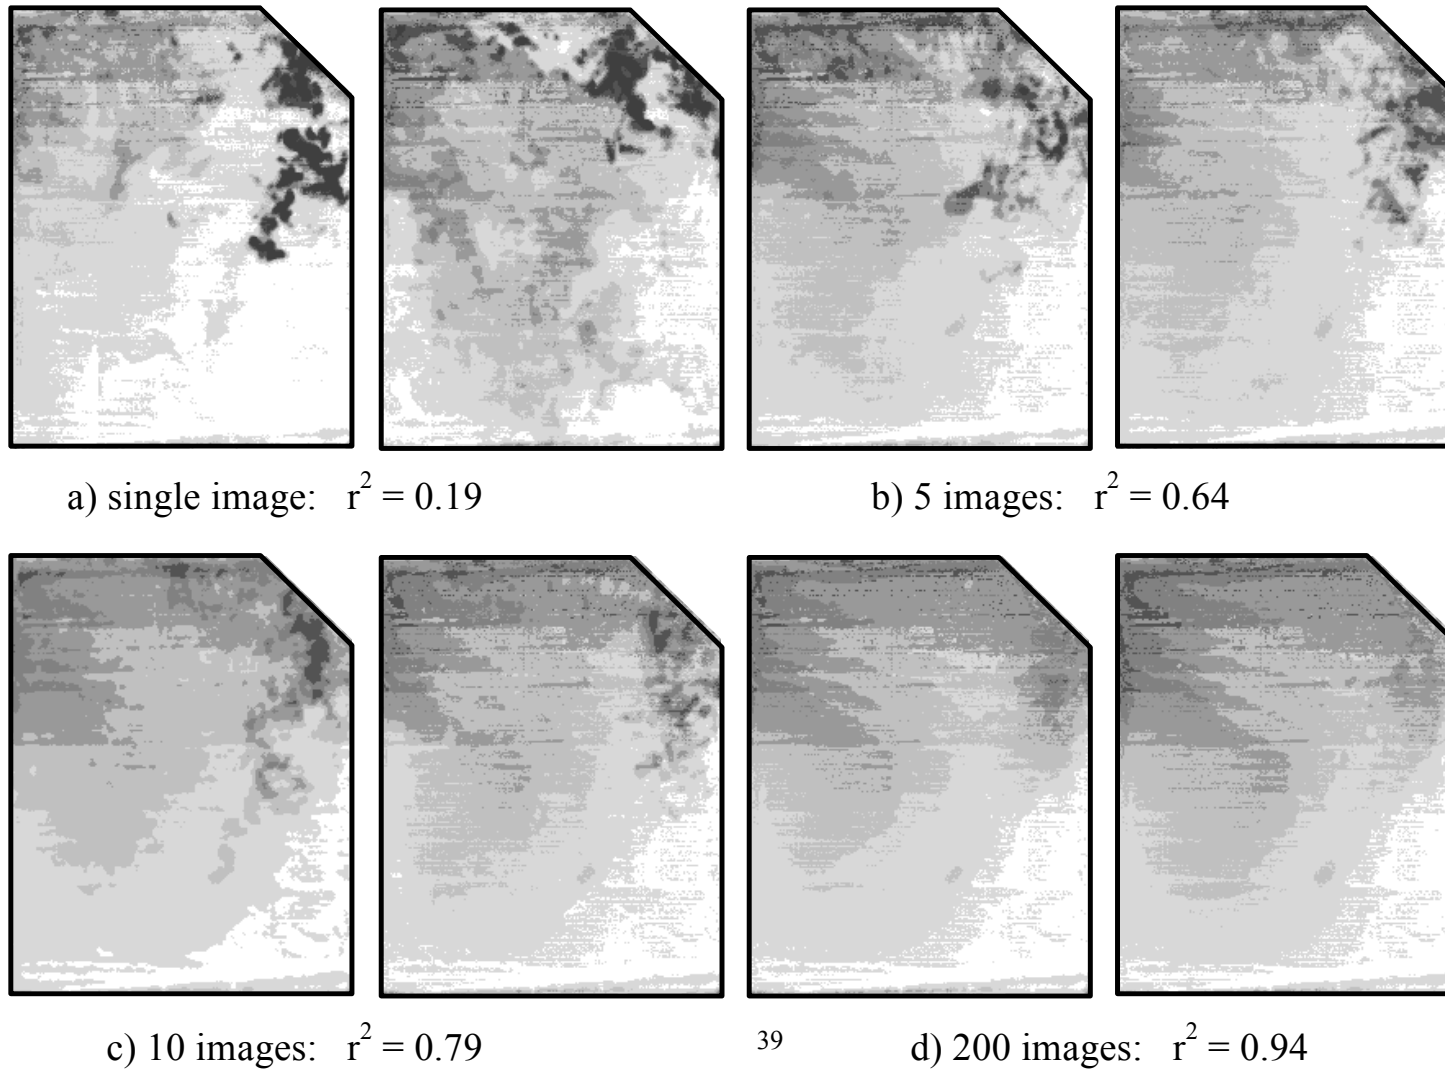 a) single image: r² = 0.19
b) 5 images: r² = 0.64
c) 10 images: r² = 0.79
39
d) 200 images: r² = 0.94